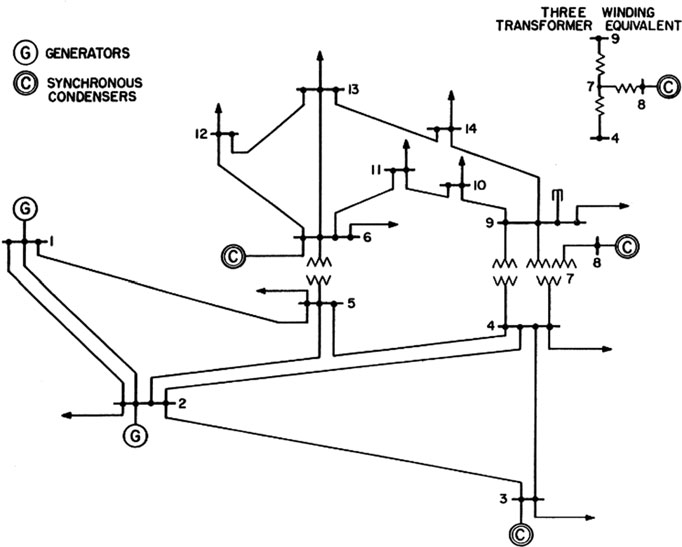 THREE WINDING
TRANSFORMER EQUIVALENT
9
7
8
C
4
G GENERATORS
C SYNCHRONOUS
CONDENSERS
13
12
14
11
10
G
1
9
6
C
8
C
7
5
4
2
G
3
C